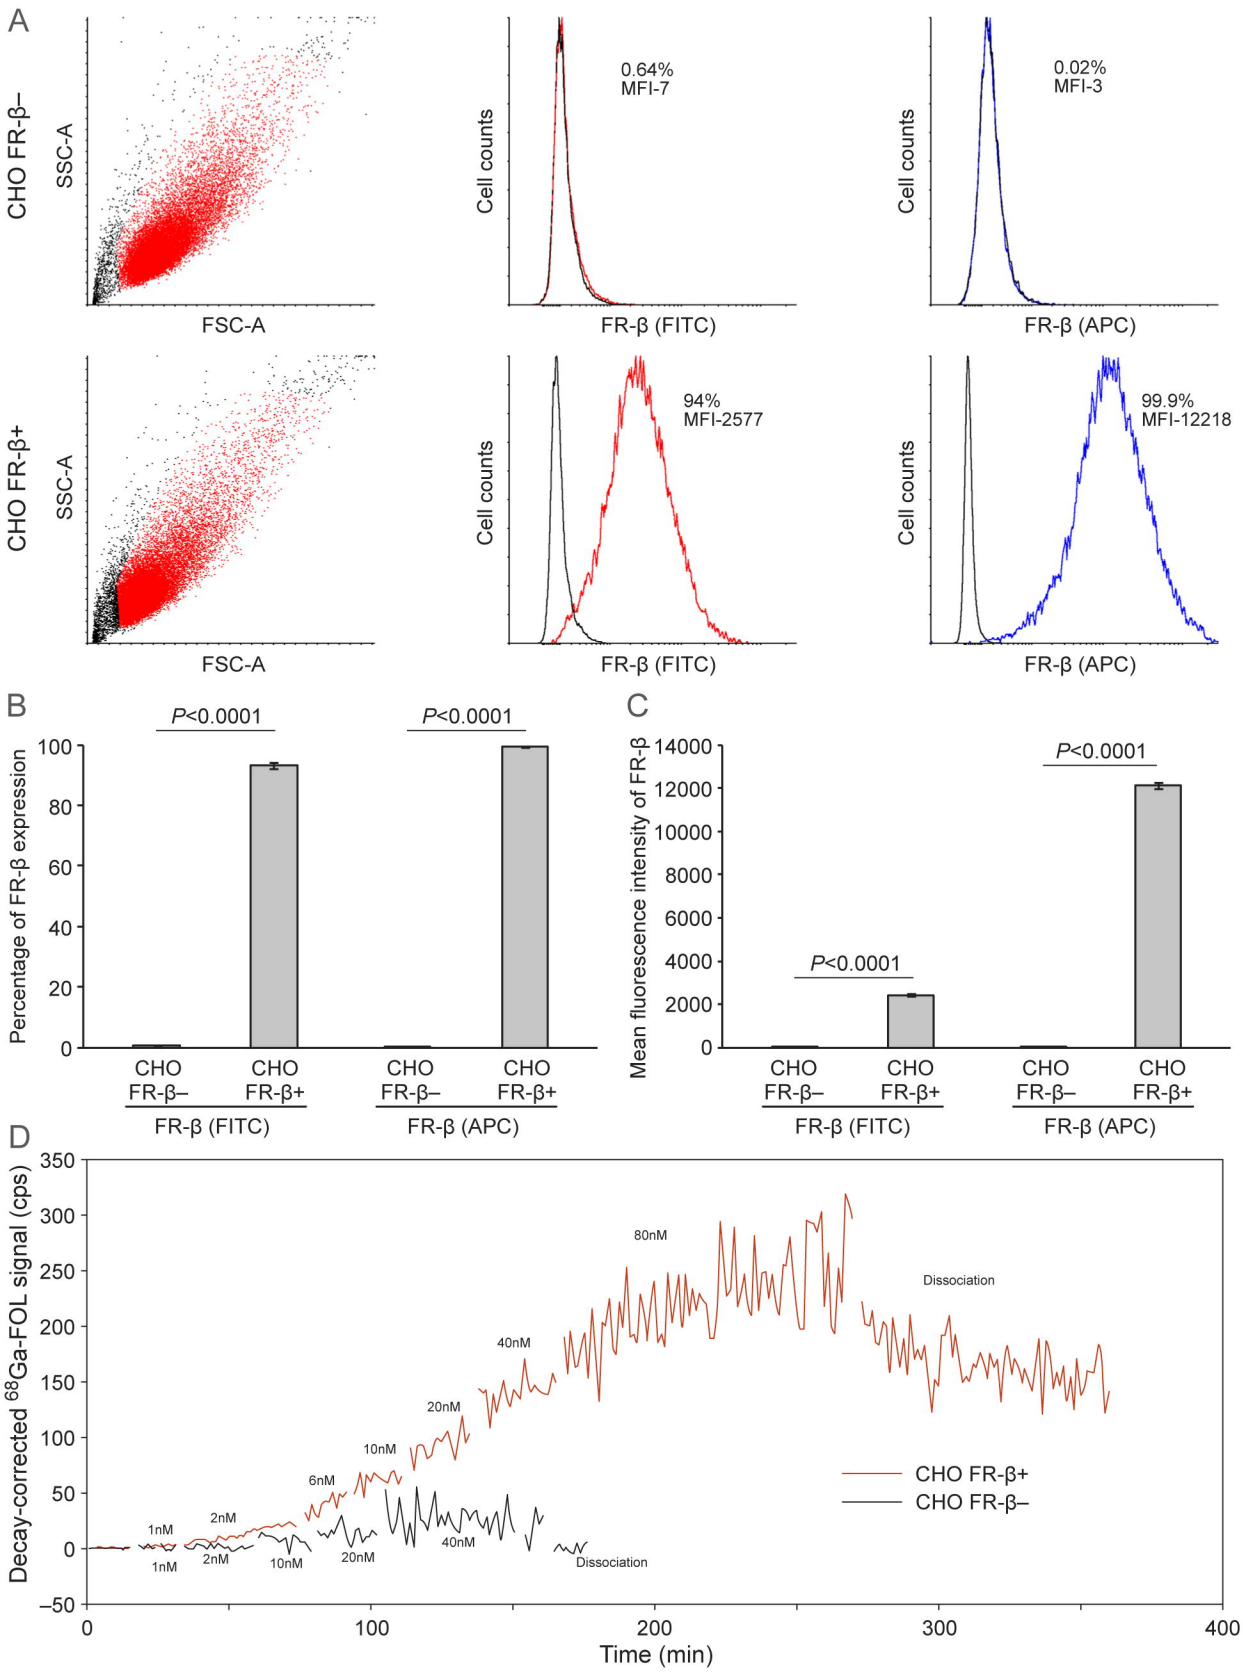 A
CHO FR-β–
SSC-A
FSC-A
Cell counts
0.64%
MFI-7
FR-β (FITC)
Cell counts
0.02%
MFI-3
FR-β (APC)
CHO FR-β+
SSC-A
FSC-A
Cell counts
94%
MFI-2577
FR-β (FITC)
Cell counts
99.9%
MFI-12218
FR-β (APC)
B
Percentage of FR-β expression
100
80
60
40
20
0
P<0.0001
P<0.0001
CHO FR-β–
CHO FR-β+
CHO FR-β–
CHO FR-β+
FR-β (FITC)
FR-β (APC)
C
Mean fluorescence intensity of FR-β
14000
12000
10000
8000
6000
4000
2000
0
P<0.0001
P<0.0001
CHO FR-β–
CHO FR-β+
CHO FR-β–
CHO FR-β+
FR-β (FITC)
FR-β (APC)
D
Decay-corrected ⁶⁸Ga-FOL signal (cps)
350
300
250
200
150
100
50
0
–50
1nM
2nM
6nM
10nM
20nM
40nM
80nM
Dissociation
1nM
2nM
10nM
20nM
40nM
Dissociation
CHO FR-β+
CHO FR-β–
0
100
200
300
400
Time (min)